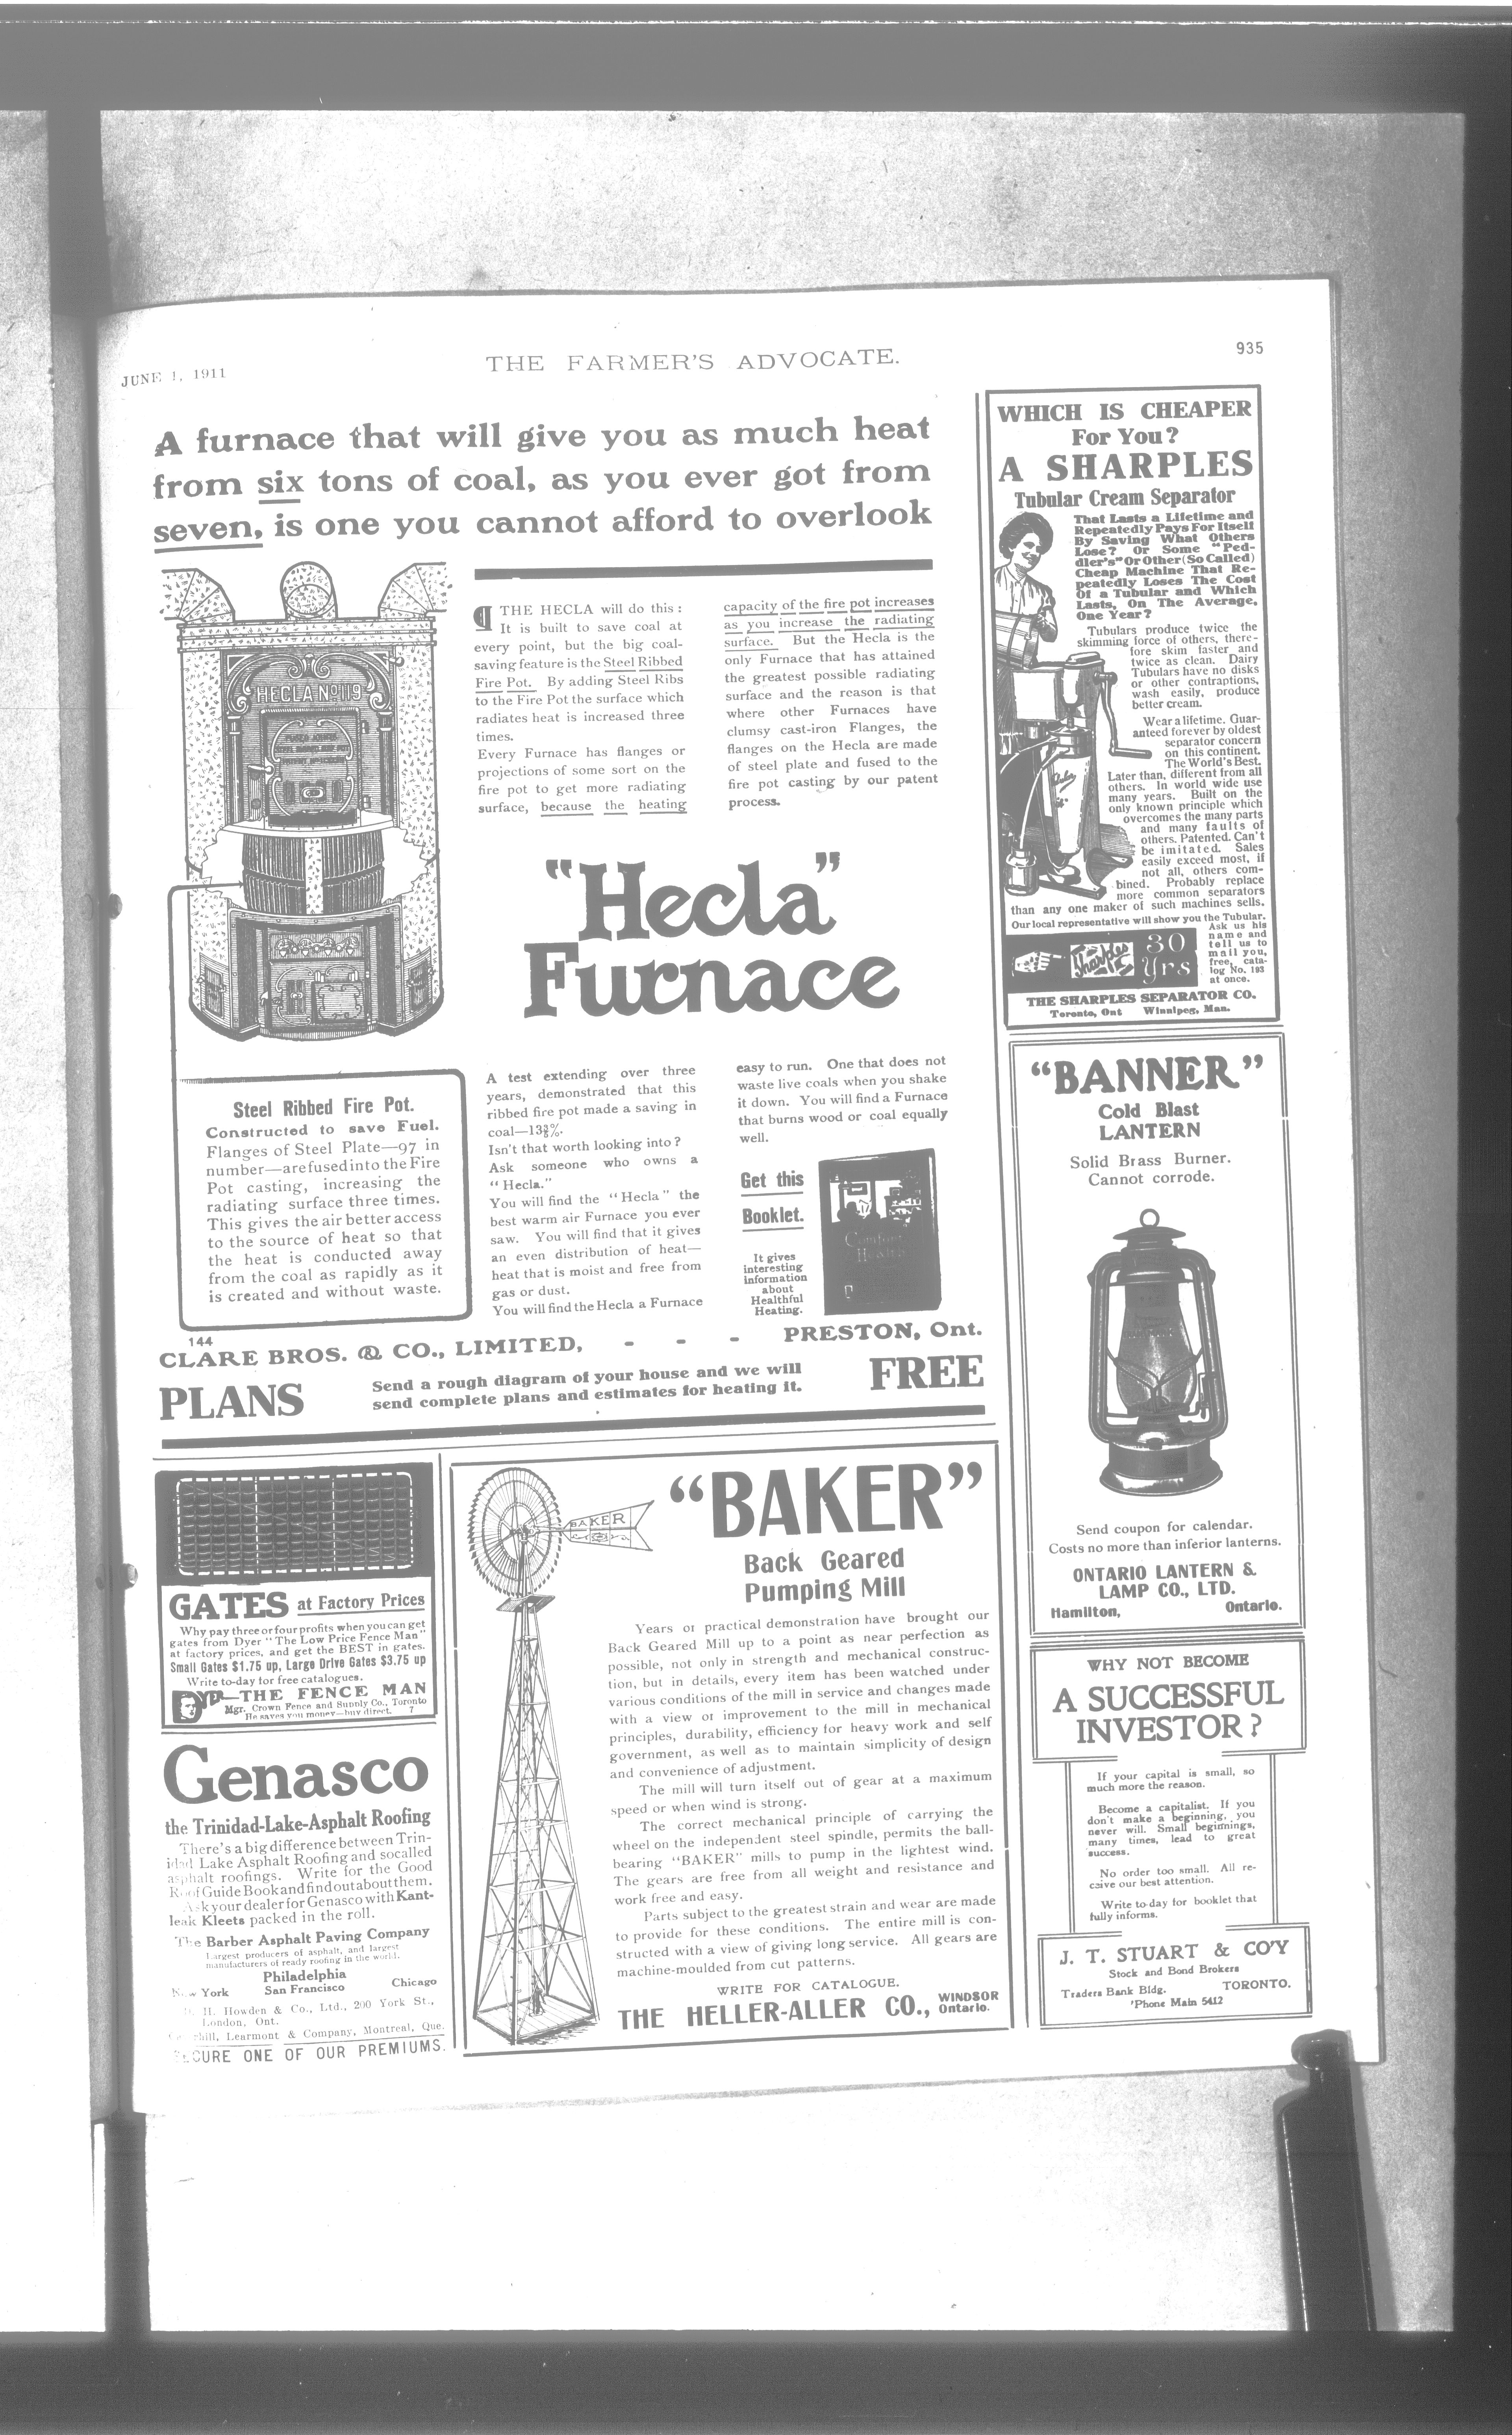 JUNE 1, 1911
THE FARMER'S ADVOCATE.
935
A furnace that will give you as much heat
from six tons of coal, as you ever got from
seven, is one you cannot afford to overlook
HECLA No 119
¶ THE HECLA will do this :
It is built to save coal at
every point, but the big coal-
saving feature is the Steel Ribbed
Fire Pot. By adding Steel Ribs
to the Fire Pot the surface which
radiates heat is increased three
times.
Every Furnace has flanges or
projections of some sort on the
fire pot to get more radiating
surface, because the heating
capacity of the fire pot increases
as you increase the radiating
surface. But the Hecla is the
only Furnace that has attained
the greatest possible radiating
surface and the reason is that
where other Furnaces have
clumsy cast-iron Flanges, the
flanges on the Hecla are made
of steel plate and fused to the
fire pot casting by our patent
process.
"Hecla"
Furnace
Steel Ribbed Fire Pot.
Constructed to save Fuel.
Flanges of Steel Plate—97 in
number—are fused into the Fire
Pot casting, increasing the
radiating surface three times.
This gives the air better access
to the source of heat so that
the heat is conducted away
from the coal as rapidly as it
is created and without waste.
A test extending over three
years, demonstrated that this
ribbed fire pot made a saving in
coal—13⅝%.
Isn't that worth looking into ?
Ask someone who owns a
"Hecla."
You will find the "Hecla" the
best warm air Furnace you ever
saw. You will find that it gives
an even distribution of heat—
heat that is moist and free from
gas or dust.
You will find the Hecla a Furnace
easy to run. One that does not
waste live coals when you shake
it down. You will find a Furnace
that burns wood or coal equally
well.
Get this
Booklet.
It gives
interesting
information
about
Healthful
Heating.
Comfort
Health
144
CLARE BROS. & CO., LIMITED, - - - PRESTON, Ont.
PLANS
Send a rough diagram of your house and we will
send complete plans and estimates for heating it.
FREE
GATES at Factory Prices
Why pay three or four profits when you can get
gates from Dyer "The Low Price Fence Man"
at factory prices, and get the BEST in gates.
Small Gates $1.75 up, Large Drive Gates $3.75 up
Write to-day for free catalogues.
DYER—THE FENCE MAN
Mgr. Crown Fence and Supply Co., Toronto
He saves you money—buy direct. 7
Genasco
the Trinidad-Lake-Asphalt Roofing
There's a big difference between Trin-
idad Lake Asphalt Roofing and socalled
asphalt roofings. Write for the Good
Roof Guide Book and find out about them.
Ask your dealer for Genasco with Kant-
leak Kleets packed in the roll.
The Barber Asphalt Paving Company
Largest producers of asphalt, and largest
manufacturers of ready roofing in the world.
Philadelphia
New York San Francisco Chicago
H. Howden & Co., Ltd., 200 York St.,
London, Ont.
Learmont & Company, Montreal, Que.
SECURE ONE OF OUR PREMIUMS.
BAKER
"BAKER"
Back Geared
Pumping Mill
Years of practical demonstration have brought our
Back Geared Mill up to a point as near perfection as
possible, not only in strength and mechanical construc-
tion, but in details, every item has been watched under
various conditions of the mill in service and changes made
with a view of improvement to the mill in mechanical
principles, durability, efficiency for heavy work and self
government, as well as to maintain simplicity of design
and convenience of adjustment.
The mill will turn itself out of gear at a maximum
speed or when wind is strong.
The correct mechanical principle of carrying the
wheel on the independent steel spindle, permits the ball-
bearing "BAKER" mills to pump in the lightest wind.
The gears are free from all weight and resistance and
work free and easy.
Parts subject to the greatest strain and wear are made
to provide for these conditions. The entire mill is con-
structed with a view of giving long service. All gears are
machine-moulded from cut patterns.
WRITE FOR CATALOGUE.
THE HELLER-ALLER CO., WINDSOR
Ontario.
WHICH IS CHEAPER
For You?
A SHARPLES
Tubular Cream Separator
That Lasts a Lifetime and
Repeatedly Pays For Itself
By Saving What Others
Lose? Or Some "Ped-
dler's" Or Other (So Called)
Cheap Machine That Re-
peatedly Loses The Cost
Of a Tubular and Which
Lasts, On The Average,
One Year?
Tubulars produce twice the
skimming force of others, there-
fore skim faster and
twice as clean. Dairy
Tubulars have no disks
or other contraptions,
wash easily, produce
better cream.
Wear a lifetime. Guar-
anteed forever by oldest
separator concern
on this continent.
The World's Best.
Later than, different from all
others. In world wide use
many years. Built on the
only known principle which
overcomes the many parts
and many faults of
others. Patented. Can't
be imitated. Sales
easily exceed most, if
not all, others com-
bined. Probably replace
more common separators
than any one maker of such machines sells.
Our local representative will show you the Tubular.
Ask us his
name and
tell us to
mail you,
free, cata-
log No. 193
at once.
Sharples
30
yrs
THE SHARPLES SEPARATOR CO.
Toronto, Ont Winnipeg, Man.
"BANNER"
Cold Blast
LANTERN
Solid Brass Burner.
Cannot corrode.
Send coupon for calendar.
Costs no more than inferior lanterns.
ONTARIO LANTERN &
LAMP CO., LTD.
Hamilton, Ontario.
WHY NOT BECOME
A SUCCESSFUL
INVESTOR ?
If your capital is small, so
much more the reason.
Become a capitalist. If you
don't make a beginning, you
never will. Small beginnings,
many times, lead to great
success.
No order too small. All re-
ceive our best attention.
Write to-day for booklet that
fully informs.
J. T. STUART & CO'Y
Stock and Bond Brokers
Traders Bank Bldg. TORONTO.
'Phone Main 5412